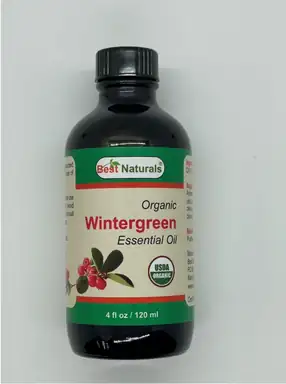 Best Naturals®
Organic
Wintergreen
Essential Oil
USDA
ORGANIC
4 fl oz / 120 ml